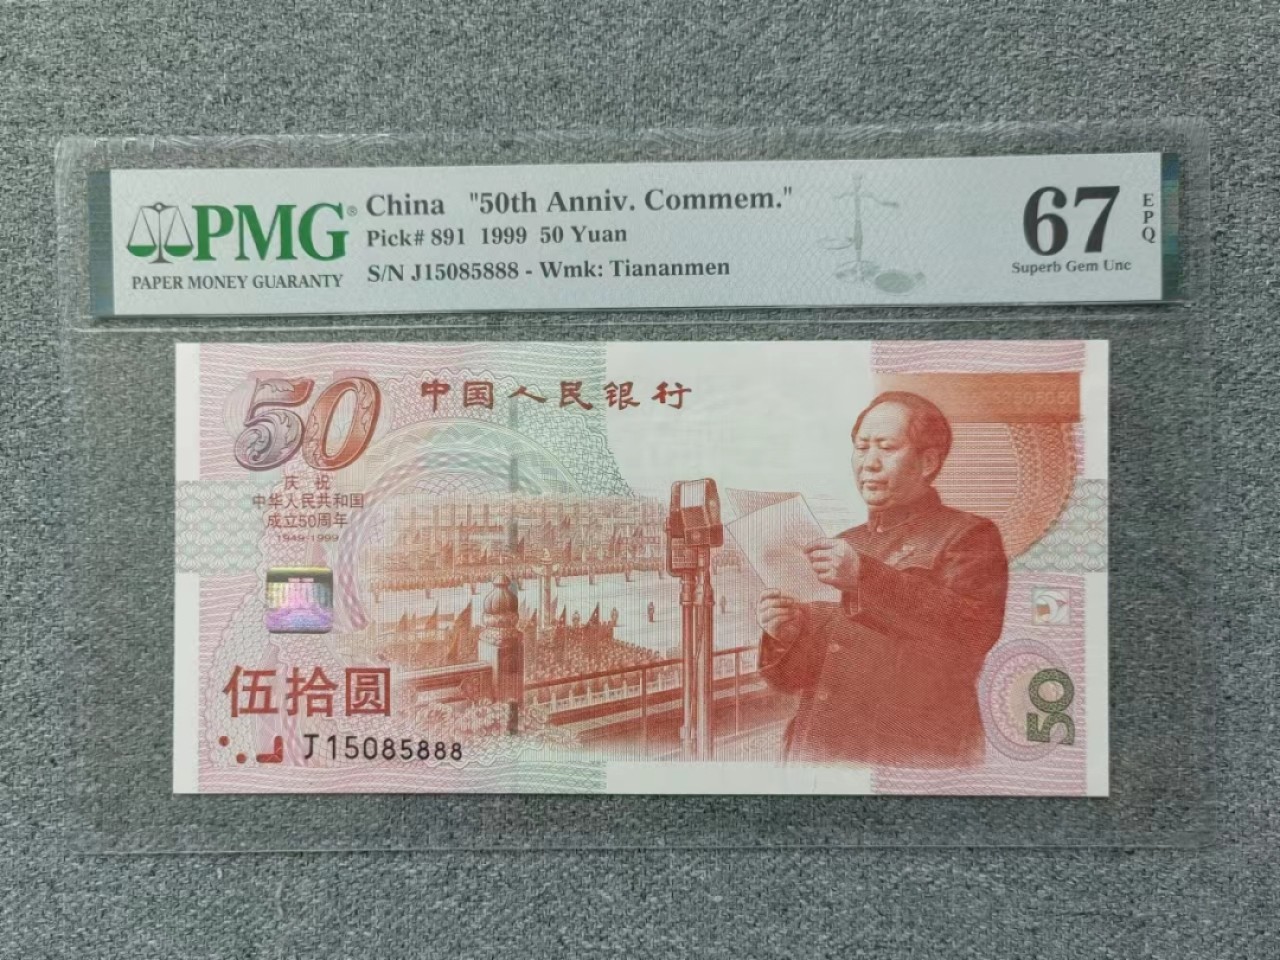 PMG®
PAPER MONEY GUARANTY
China "50th Anniv. Commem."
Pick# 891 1999 50 Yuan
S/N J15085888 - Wmk: Tiananmen
67
EPQ
Superb Gem Unc
50
中国人民银行
庆祝
中华人民共和国
成立50周年
1949-1999
伍拾圆
J15085888
50